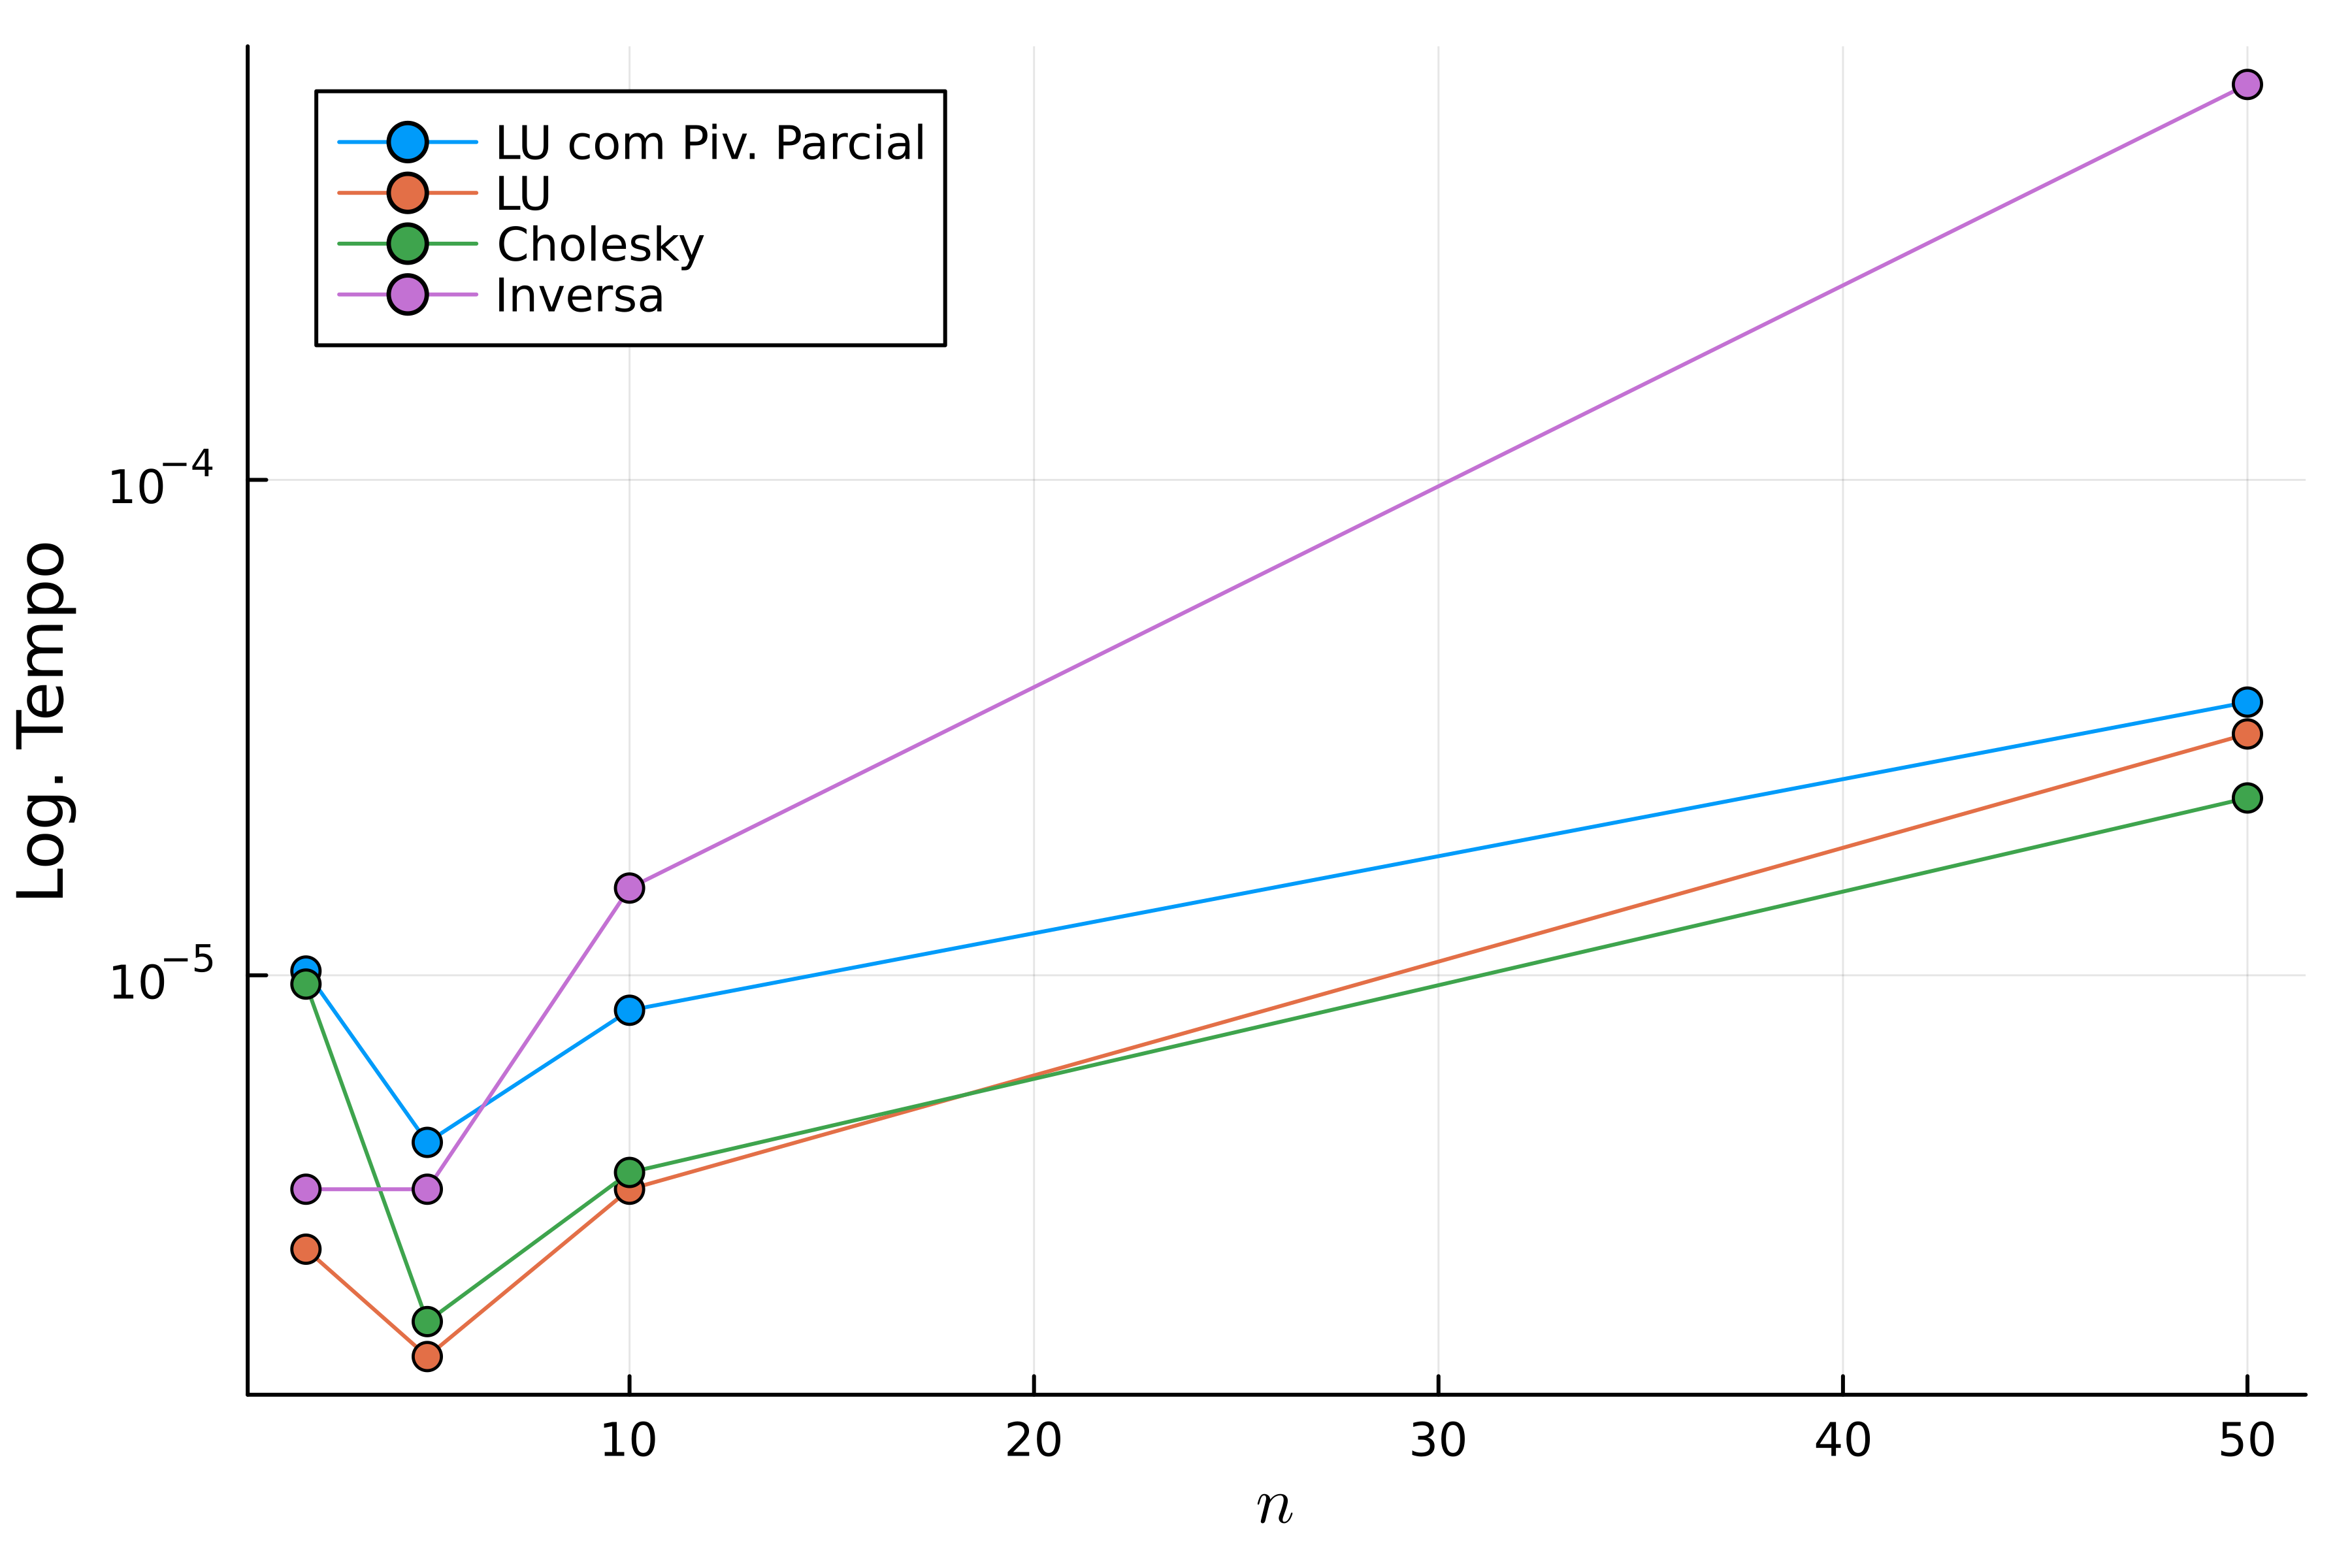 LU com Piv. Parcial
LU
Cholesky
Inversa
Log. Tempo
10⁻⁴
10⁻⁵
10 20 30 40 50
n